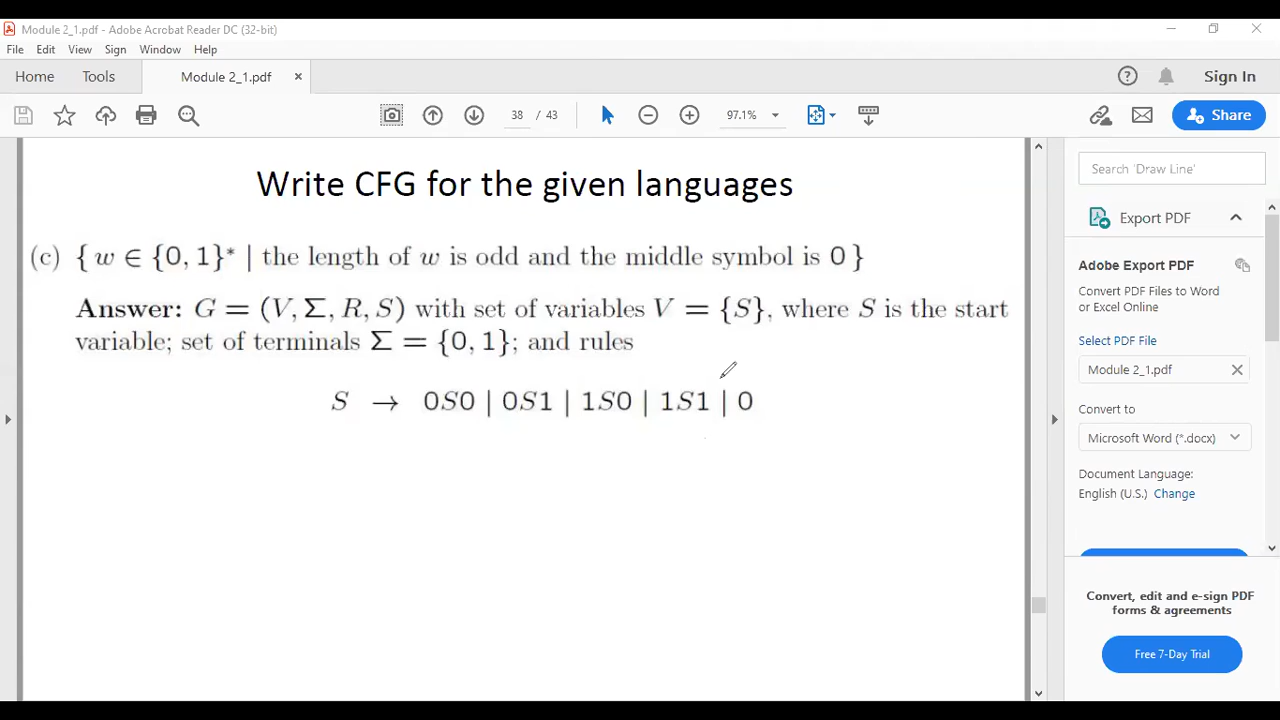 Module 2_1.pdf - Adobe Acrobat Reader DC (32-bit)
File Edit View Sign Window Help
Home Tools Module 2_1.pdf × Sign In
38 / 43 97.1% Share
Write CFG for the given languages
(c) { w ∈ {0, 1}* | the length of w is odd and the middle symbol is 0 }
Answer: G = (V, Σ, R, S) with set of variables V = {S}, where S is the start
variable; set of terminals Σ = {0, 1}; and rules
S → 0S0 | 0S1 | 1S0 | 1S1 | 0
Search 'Draw Line'
Export PDF
Adobe Export PDF
Convert PDF Files to Word
or Excel Online
Select PDF File
Module 2_1.pdf
Convert to
Microsoft Word (*.docx)
Document Language:
English (U.S.) Change
Convert, edit and e-sign PDF
forms & agreements
Free 7-Day Trial